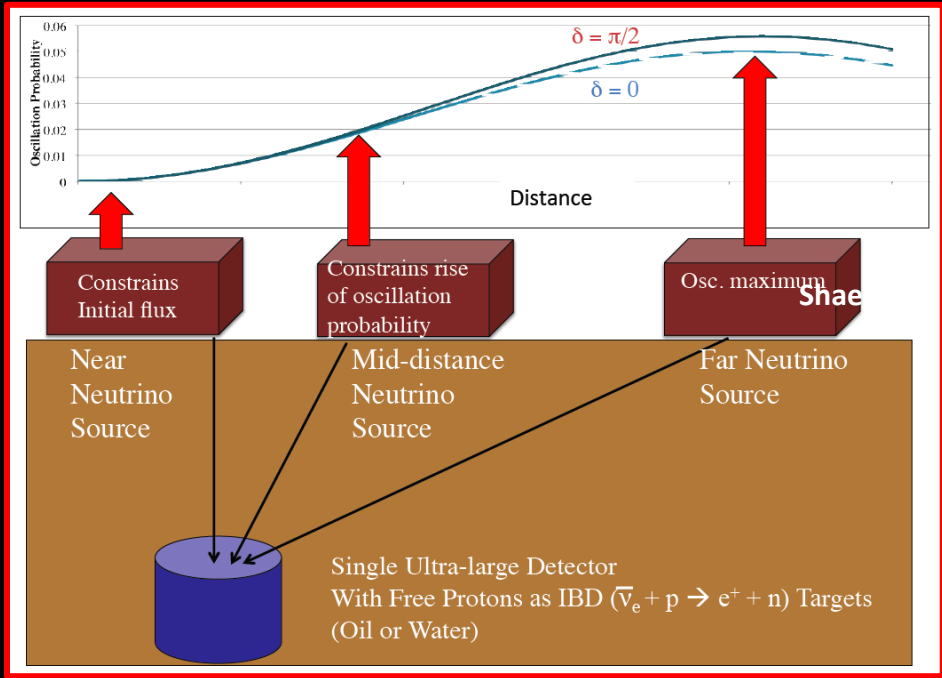 0.06
0.05
0.04
0.03
0.02
0.01
0
Oscillation Probability
δ = π/2
δ = 0
Distance
Constrains
Initial flux
Constrains rise
of oscillation
probability
Osc. maximum
Shae
Near
Neutrino
Source
Mid-distance
Neutrino
Source
Far Neutrino
Source
Single Ultra-large Detector
With Free Protons as IBD (ν̅ₑ + p → e⁺ + n) Targets
(Oil or Water)